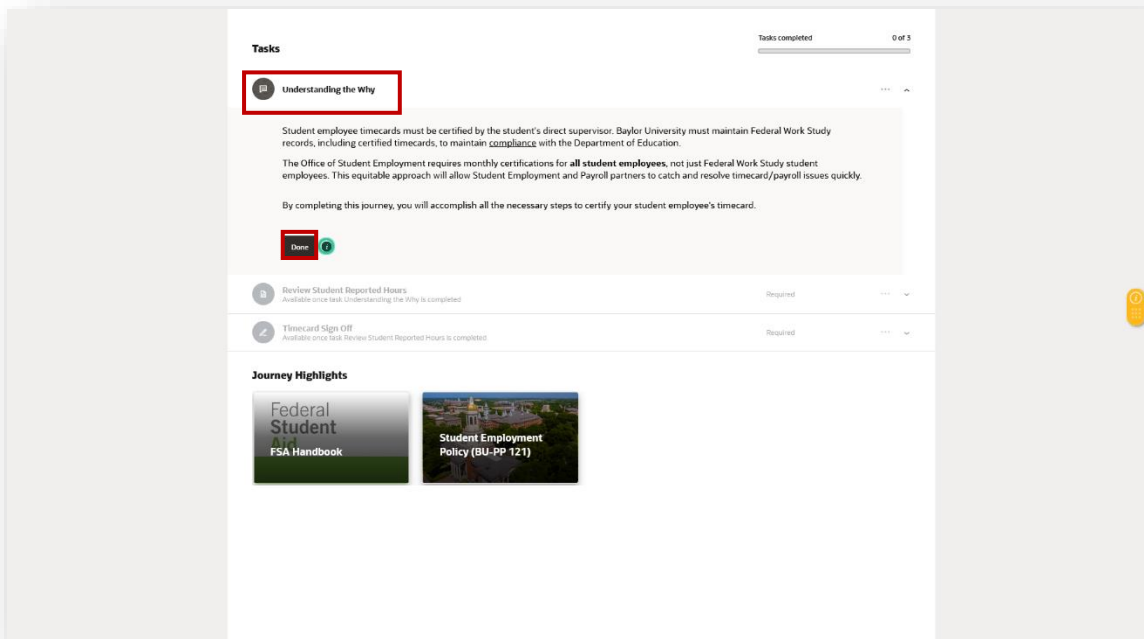 Tasks completed 0 of 3
Tasks
Understanding the Why
Student employee timecards must be certified by the student's direct supervisor. Baylor University must maintain Federal Work Study
records, including certified timecards, to maintain compliance with the Department of Education.
The Office of Student Employment requires monthly certifications for all student employees, not just Federal Work Study student
employees. This equitable approach will allow Student Employment and Payroll partners to catch and resolve timecard/payroll issues quickly.
By completing this journey, you will accomplish all the necessary steps to certify your student employee's timecard.
Done
Review Student Reported Hours
Available once task Understanding the Why is completed
Required
Timecard Sign Off
Available once task Review Student Reported Hours is completed
Required
Journey Highlights
Federal
Student
Aid
FSA Handbook
Student Employment
Policy (BU-PP 121)